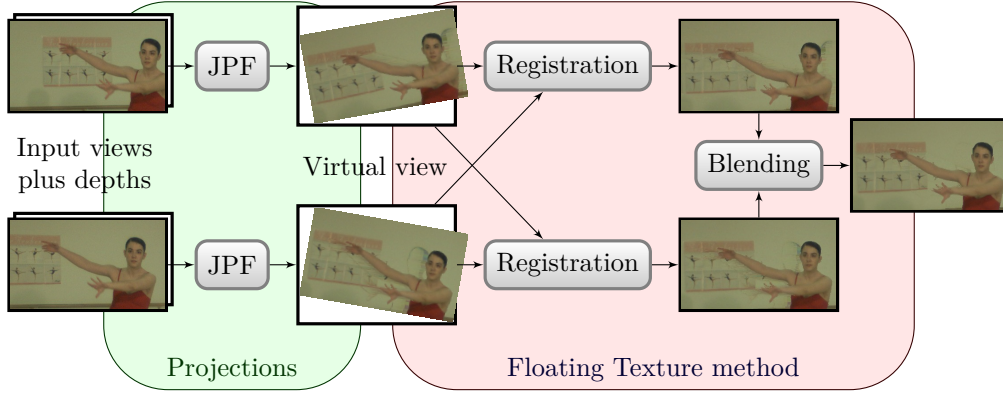 JPF
Registration
Input views
plus depths
Virtual view
Blending
JPF
Registration
Projections
Floating Texture method